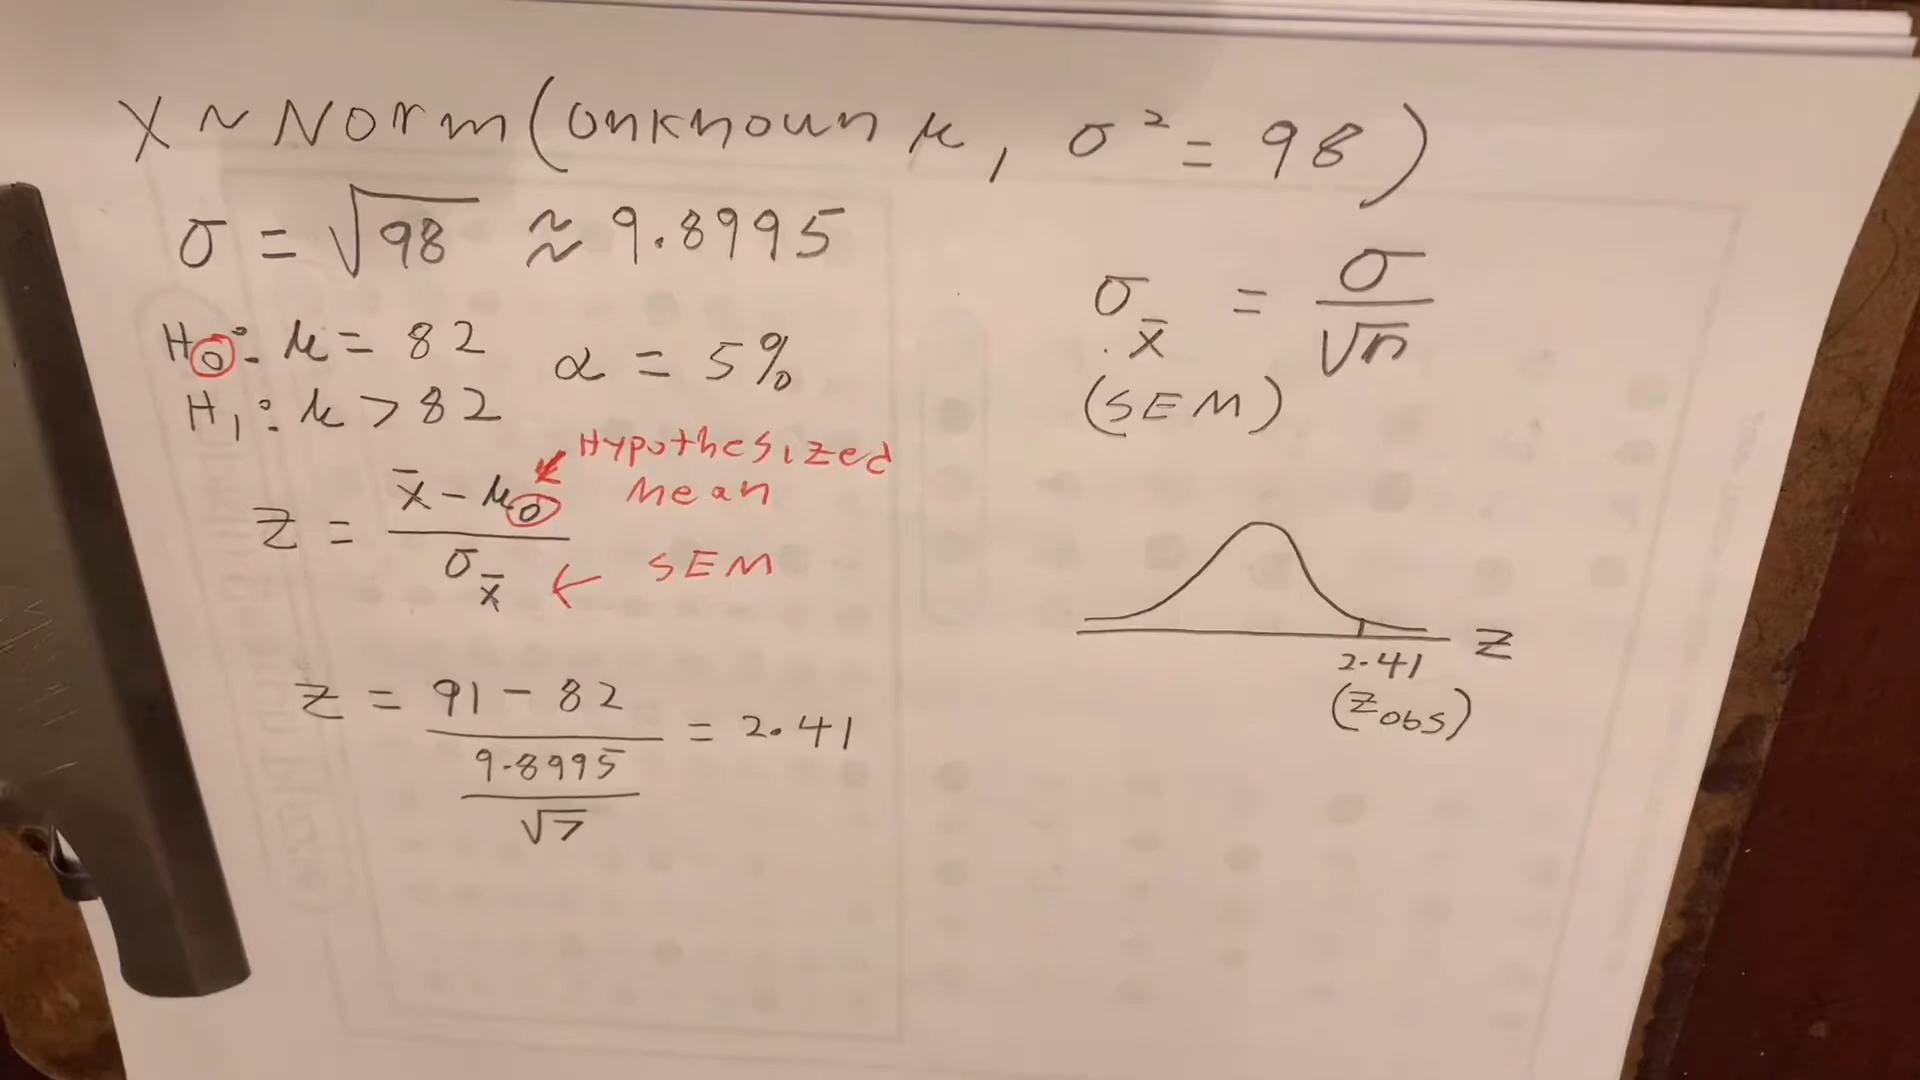 X ~ Norm(unknown μ, σ² = 98)
σ = √98 ≈ 9.8995
H₀: μ = 82
α = 5%
H₁: μ > 82
Hypothesized
mean
z = (x̄ - μ₀) / σ_x̄
SEM
z = (91 - 82) / (9.8995 / √7) = 2.41
σ_x̄ = σ / √n
(SEM)
z
2.41
(z_obs)